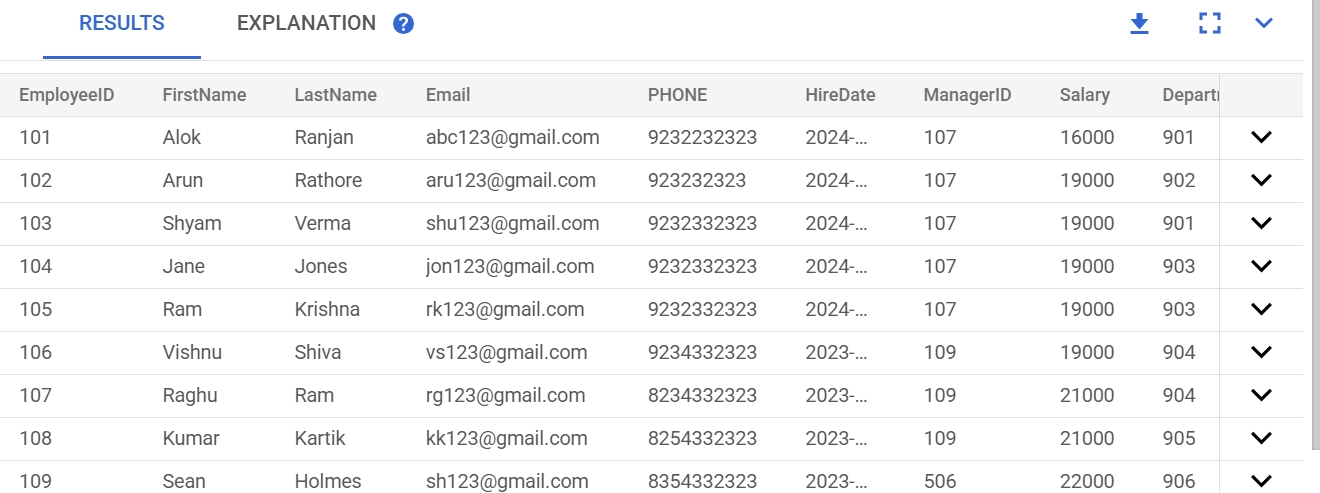 RESULTS EXPLANATION ?
EmployeeID FirstName LastName Email PHONE HireDate ManagerID Salary Departr
101 Alok Ranjan abc123@gmail.com 9232232323 2024-... 107 16000 901
102 Arun Rathore aru123@gmail.com 923232323 2024-... 107 19000 902
103 Shyam Verma shu123@gmail.com 9232332323 2024-... 107 19000 901
104 Jane Jones jon123@gmail.com 9232332323 2024-... 107 19000 903
105 Ram Krishna rk123@gmail.com 9232332323 2024-... 107 19000 903
106 Vishnu Shiva vs123@gmail.com 9234332323 2023-... 109 19000 904
107 Raghu Ram rg123@gmail.com 8234332323 2023-... 109 21000 904
108 Kumar Kartik kk123@gmail.com 8254332323 2023-... 109 21000 905
109 Sean Holmes sh123@gmail.com 8354332323 2023-... 506 22000 906